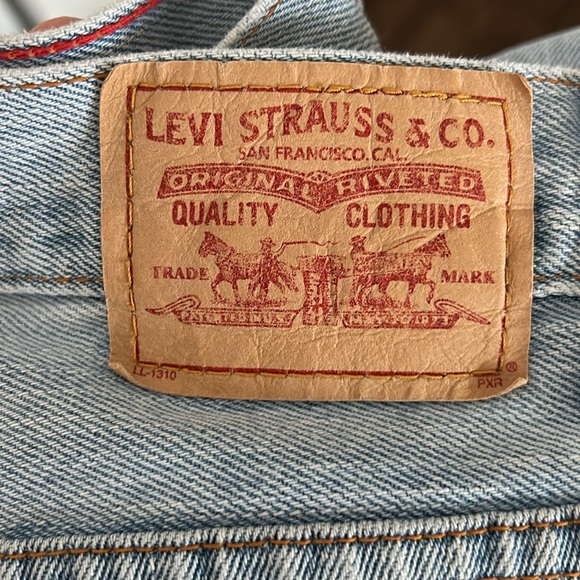 LEVI STRAUSS & CO.
SAN FRANCISCO, CAL.
ORIGINAL RIVETED
QUALITY CLOTHING
TRADE MARK
LL-1310 PXR ®